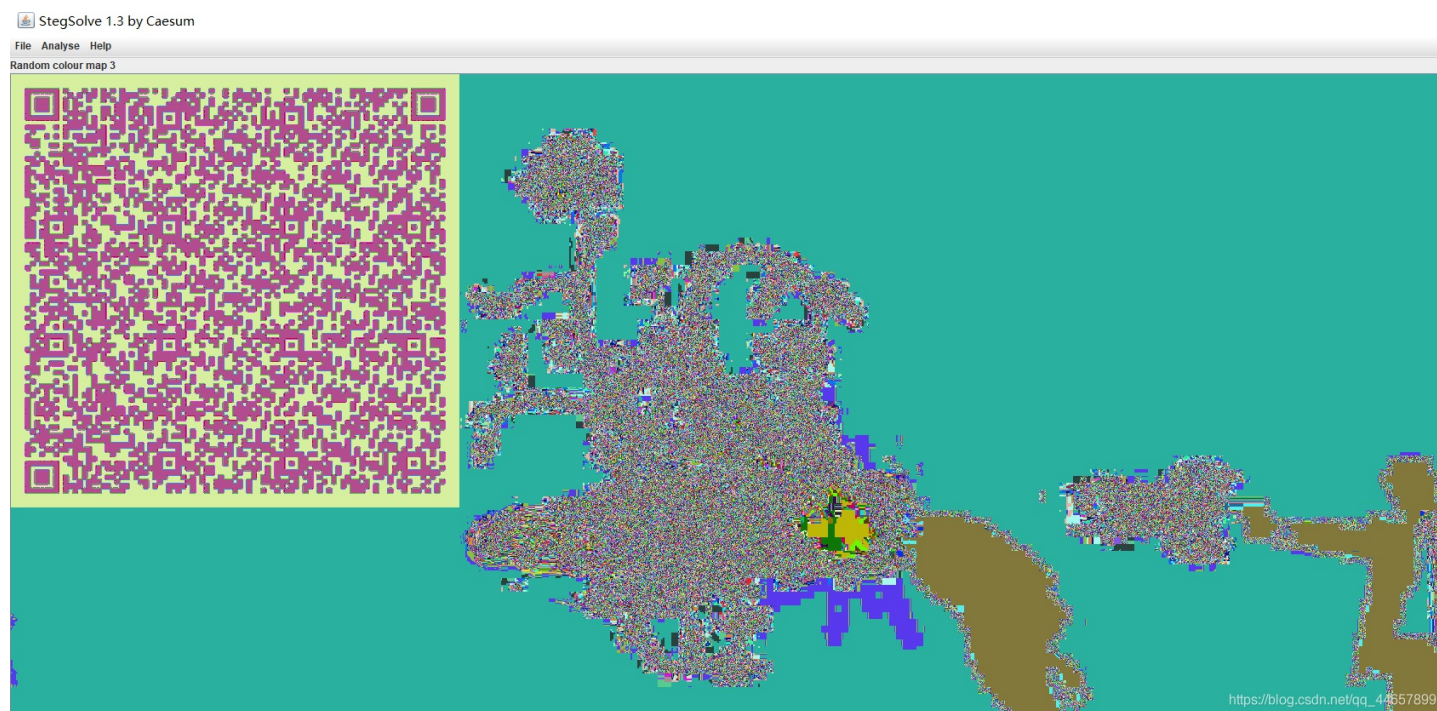 StegSolve 1.3 by Caesum
File Analyse Help
Random colour map 3
https://blog.csdn.net/qq_44657899